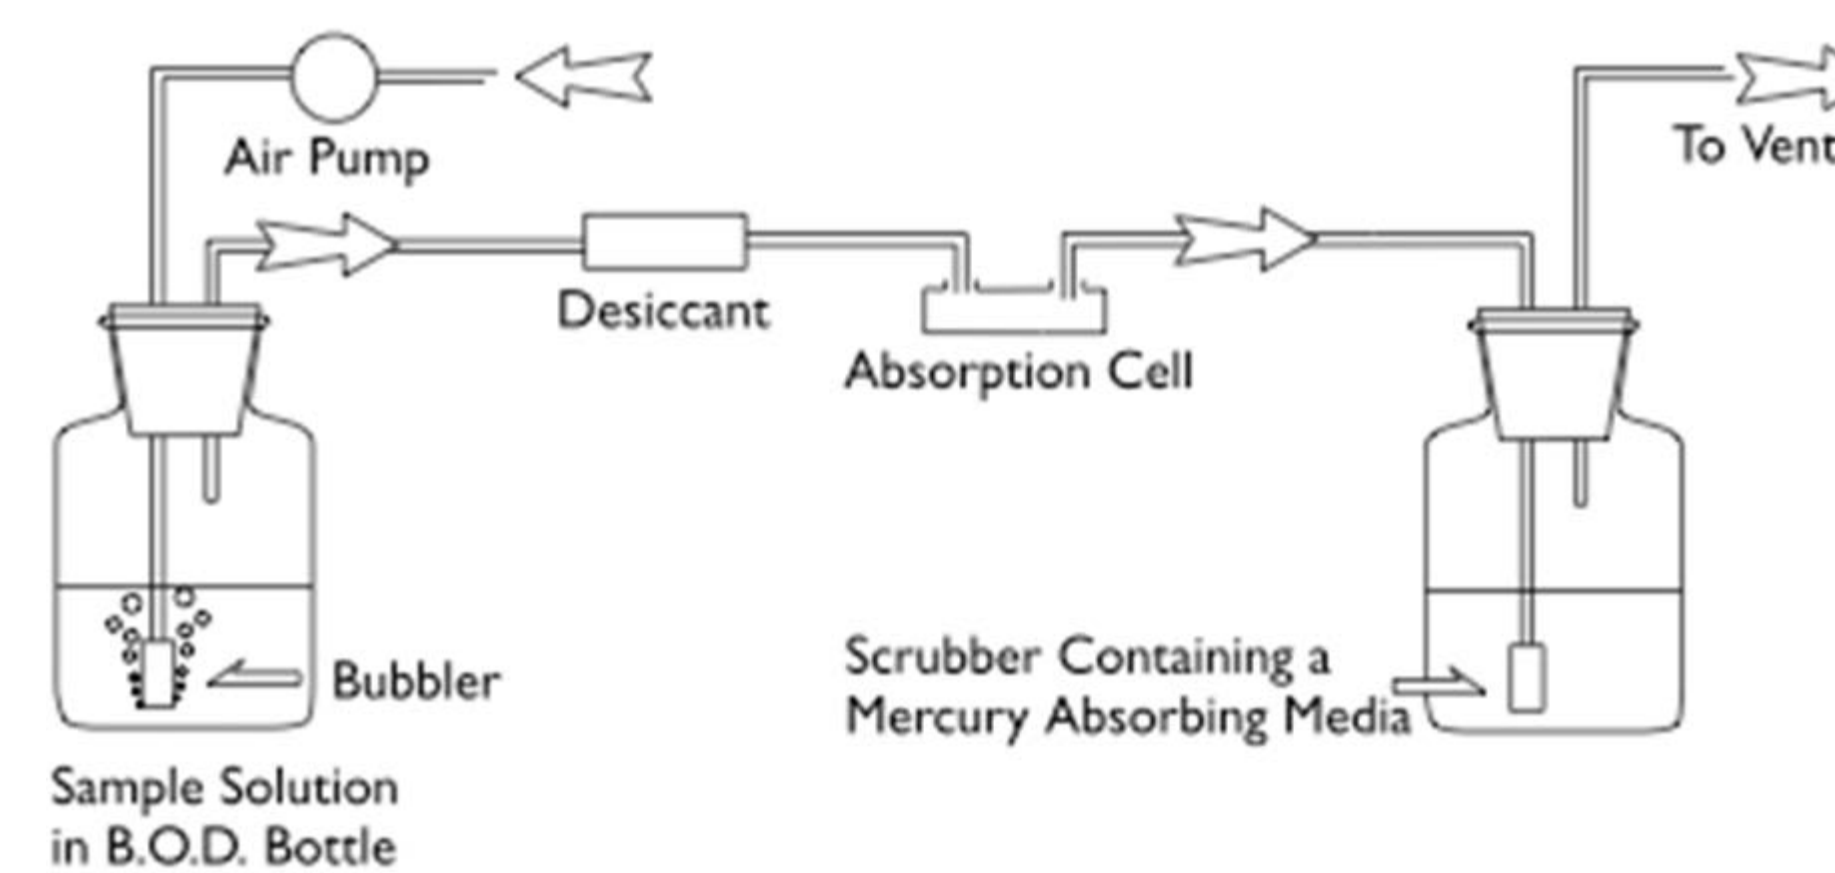 Air Pump
To Vent
Desiccant
Absorption Cell
Bubbler
Scrubber Containing a
Mercury Absorbing Media
Sample Solution
in B.O.D. Bottle